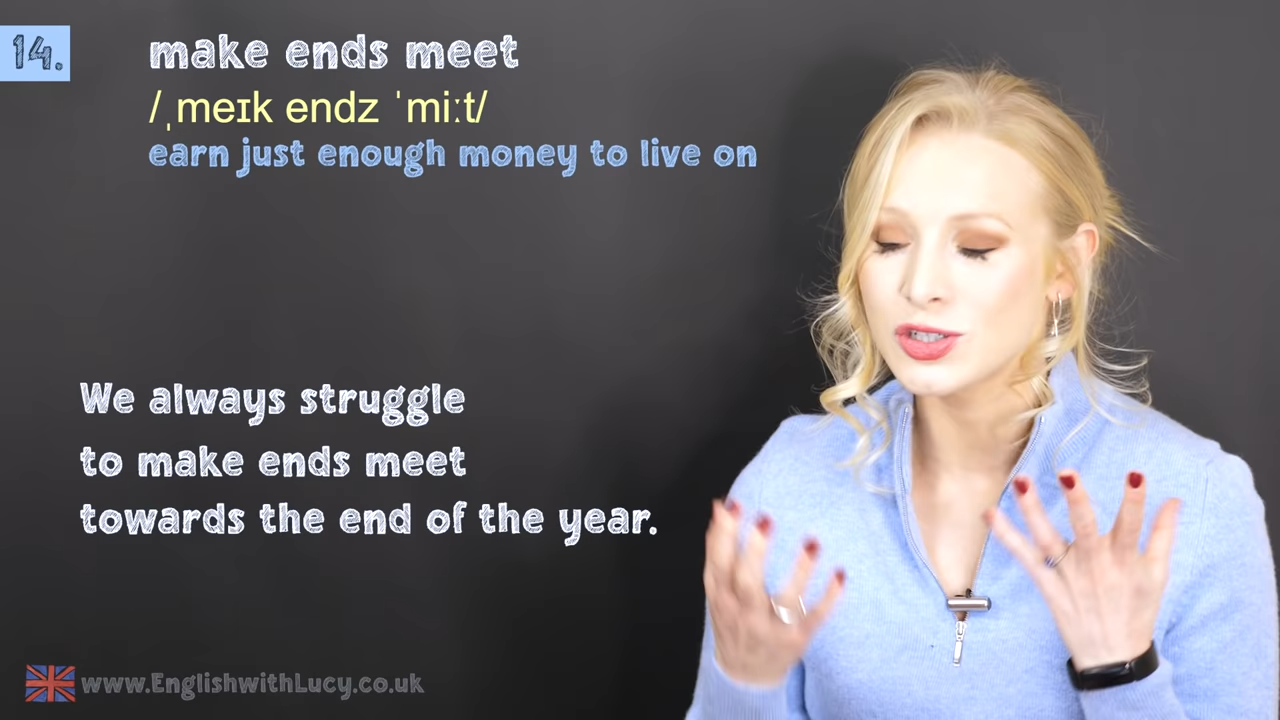 14.
make ends meet
/ˌmeɪk endz ˈmiːt/
earn just enough money to live on
We always struggle
to make ends meet
towards the end of the year.
www.EnglishwithLucy.co.uk